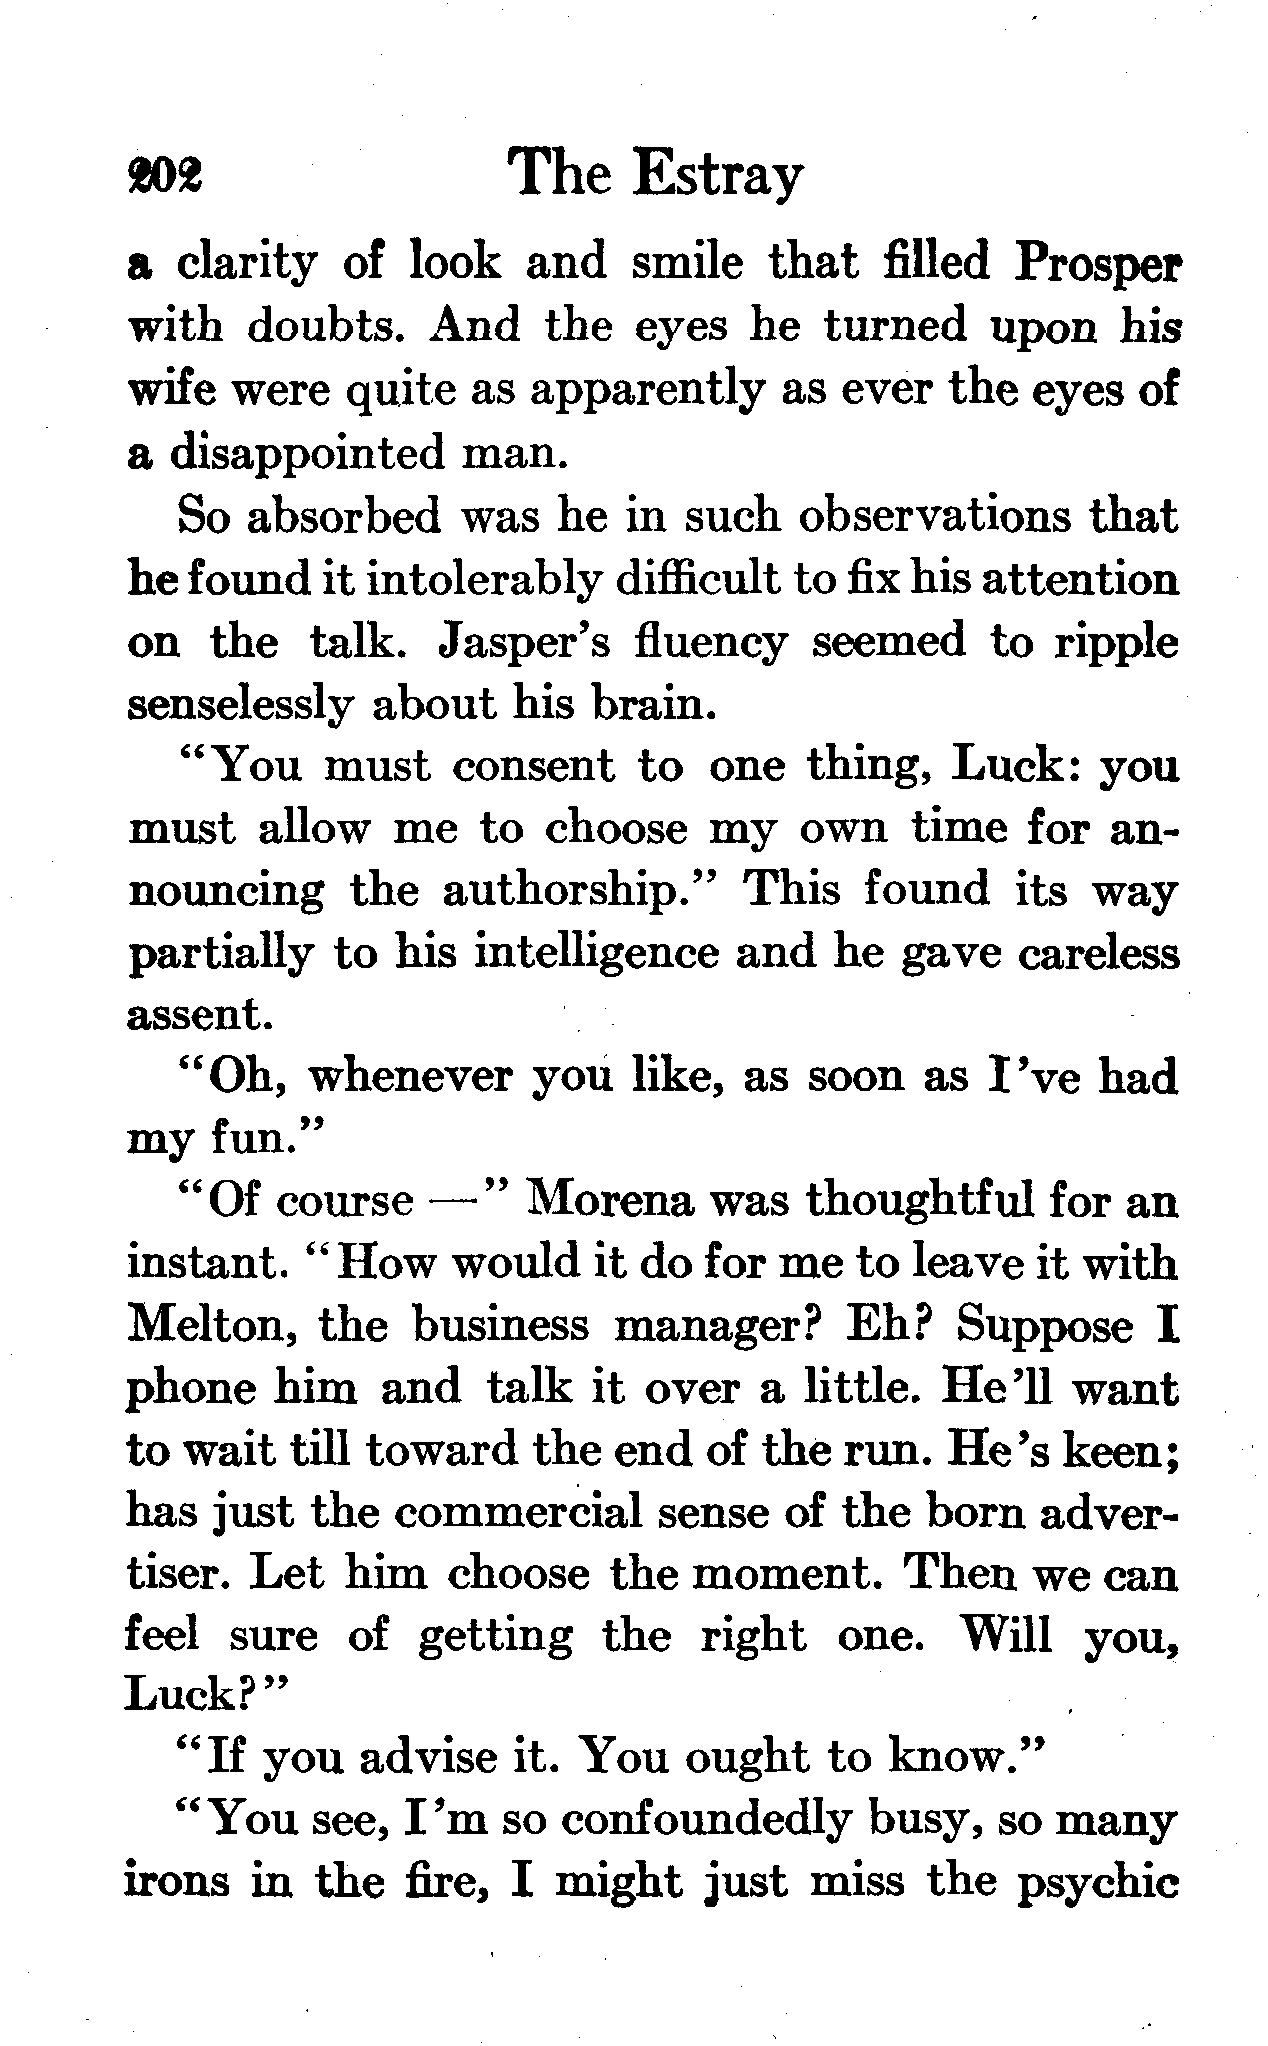 202 The Estray
a clarity of look and smile that filled Prosper
with doubts. And the eyes he turned upon his
wife were quite as apparently as ever the eyes of
a disappointed man.
So absorbed was he in such observations that
he found it intolerably difficult to fix his attention
on the talk. Jasper's fluency seemed to ripple
senselessly about his brain.
"You must consent to one thing, Luck: you
must allow me to choose my own time for an-
nouncing the authorship." This found its way
partially to his intelligence and he gave careless
assent.
"Oh, whenever you like, as soon as I've had
my fun."
"Of course —" Morena was thoughtful for an
instant. "How would it do for me to leave it with
Melton, the business manager? Eh? Suppose I
phone him and talk it over a little. He'll want
to wait till toward the end of the run. He's keen;
has just the commercial sense of the born adver-
tiser. Let him choose the moment. Then we can
feel sure of getting the right one. Will you,
Luck?"
"If you advise it. You ought to know."
"You see, I'm so confoundedly busy, so many
irons in the fire, I might just miss the psychic